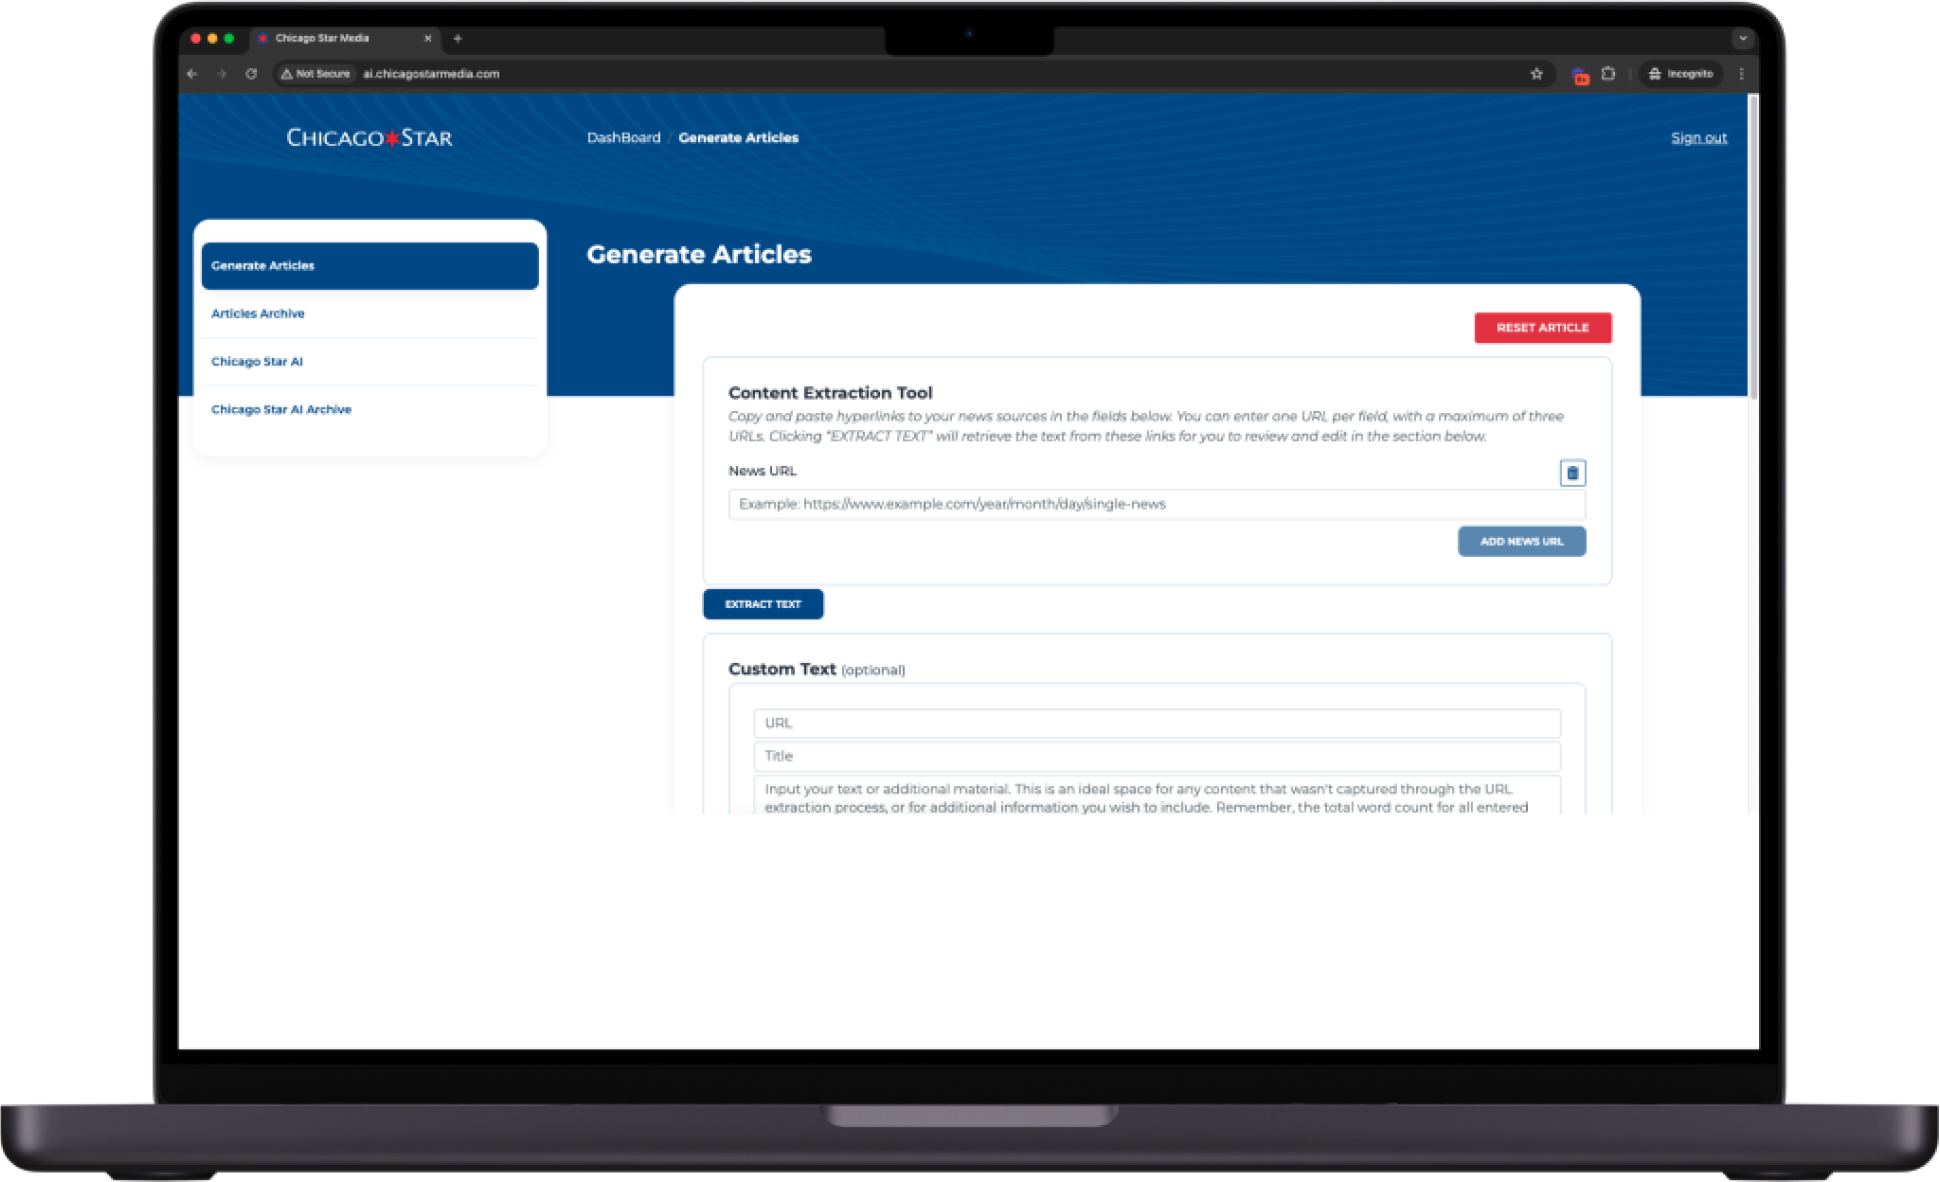 Chicago Star Media
Not Secure ai.chicagostarmedia.com
Incognito
CHICAGO STAR
DashBoard / Generate Articles
Sign out
Generate Articles
Articles Archive
Chicago Star AI
Chicago Star AI Archive
Generate Articles
RESET ARTICLE
Content Extraction Tool
Copy and paste hyperlinks to your news sources in the fields below. You can enter one URL per field, with a maximum of three
URLs. Clicking "EXTRACT TEXT" will retrieve the text from these links for you to review and edit in the section below.
News URL
Example: https://www.example.com/year/month/day/single-news
ADD NEWS URL
EXTRACT TEXT
Custom Text (optional)
URL
Title
Input your text or additional material. This is an ideal space for any content that wasn't captured through the URL
extraction process, or for additional information you wish to include. Remember, the total word count for all entered